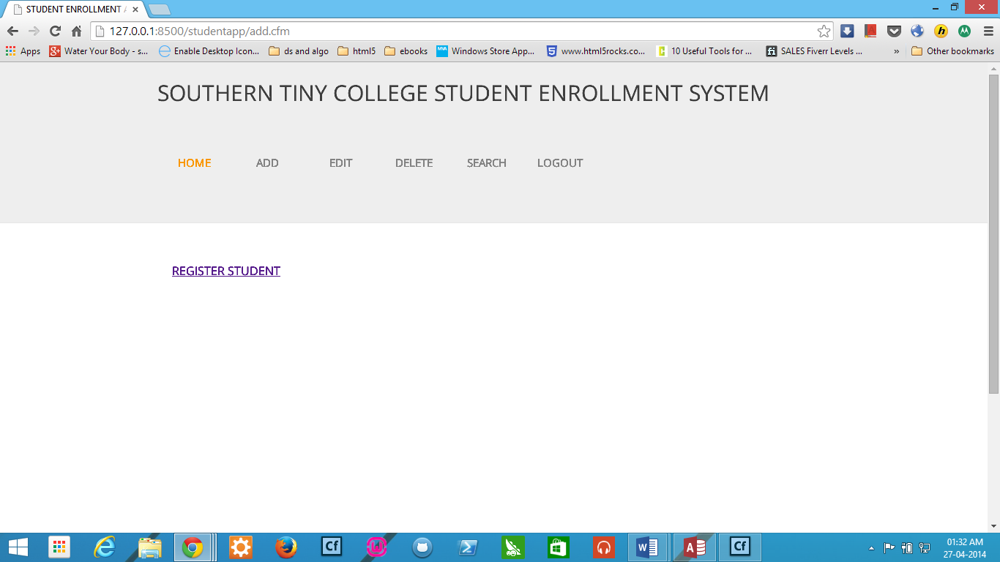 STUDENT ENROLLMENT
127.0.0.1:8500/studentapp/add.cfm
Apps Water Your Body - s... Enable Desktop Icon... ds and algo html5 ebooks Windows Store App... www.html5rocks.co... 10 Useful Tools for ... SALES Fiverr Levels ... » Other bookmarks
SOUTHERN TINY COLLEGE STUDENT ENROLLMENT SYSTEM
HOME ADD EDIT DELETE SEARCH LOGOUT
REGISTER STUDENT
01:32 AM
27-04-2014